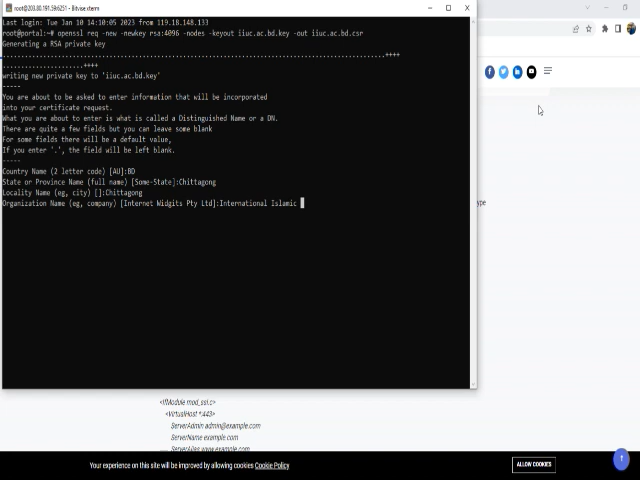 root@203.80.191.59:6251 - Bitvise xterm
Last login: Tue Jan 10 14:10:05 2023 from 119.18.148.133
root@portal:~# openssl req -new -newkey rsa:4096 -nodes -keyout iiuc.ac.bd.key -out iiuc.ac.bd.csr
Generating a RSA private key
................................................................................................++++
.....................++++
writing new private key to 'iiuc.ac.bd.key'
-----
You are about to be asked to enter information that will be incorporated
into your certificate request.
What you are about to enter is what is called a Distinguished Name or a DN.
There are quite a few fields but you can leave some blank
For some fields there will be a default value,
If you enter '.', the field will be left blank.
-----
Country Name (2 letter code) [AU]:BD
State or Province Name (full name) [Some-State]:Chittagong
Locality Name (eg, city) []:Chittagong
Organization Name (eg, company) [Internet Widgits Pty Ltd]:International Islamic
ype
<IfModule mod_ssl.c>
<VirtualHost *:443>
ServerAdmin admin@example.com
ServerName example.com
ServerAlias www.example.com
Your experience on this site will be improved by allowing cookies Cookie Policy
ALLOW COOKIES